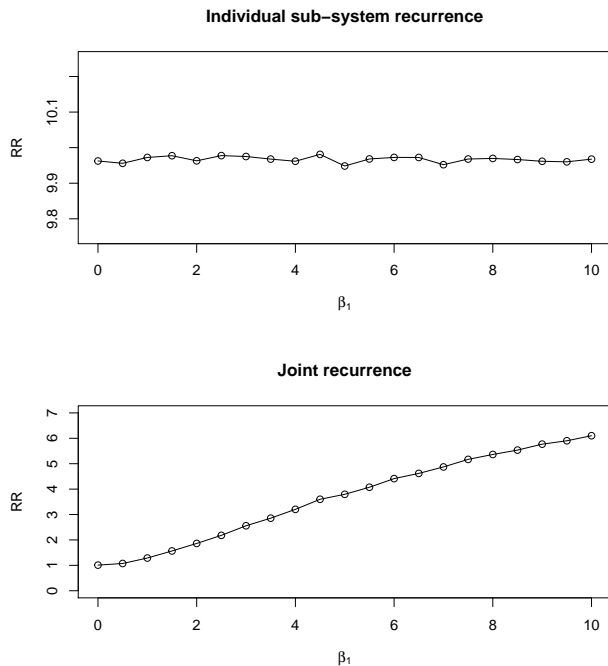 Individual sub−system recurrence
RR
10.1
9.9
9.8
0 2 4 6 8 10
β1
Joint recurrence
RR
7
6
5
4
3
2
1
0
0 2 4 6 8 10
β1